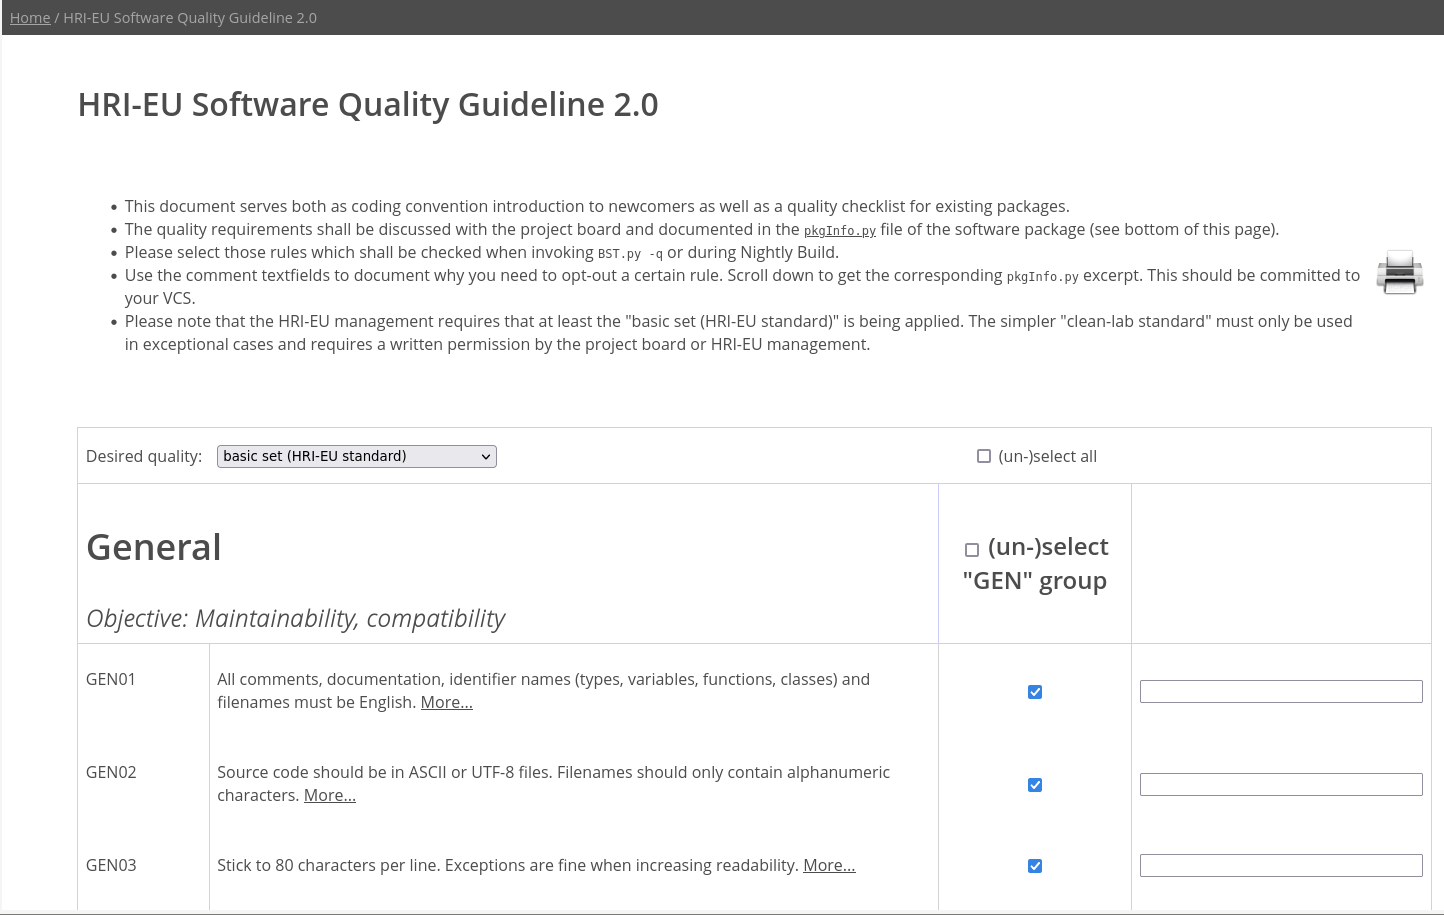 Home / HRI-EU Software Quality Guideline 2.0
HRI-EU Software Quality Guideline 2.0
• This document serves both as coding convention introduction to newcomers as well as a quality checklist for existing packages.
• The quality requirements shall be discussed with the project board and documented in the pkgInfo.py file of the software package (see bottom of this page).
• Please select those rules which shall be checked when invoking BST.py -q or during Nightly Build.
• Use the comment textfields to document why you need to opt-out a certain rule. Scroll down to get the corresponding pkgInfo.py excerpt. This should be committed to
your VCS.
• Please note that the HRI-EU management requires that at least the "basic set (HRI-EU standard)" is being applied. The simpler "clean-lab standard" must only be used
in exceptional cases and requires a written permission by the project board or HRI-EU management.
Desired quality: basic set (HRI-EU standard) (un-)select all
General
Objective: Maintainability, compatibility
(un-)select
"GEN" group
GEN01 All comments, documentation, identifier names (types, variables, functions, classes) and
filenames must be English. More...
GEN02 Source code should be in ASCII or UTF-8 files. Filenames should only contain alphanumeric
characters. More...
GEN03 Stick to 80 characters per line. Exceptions are fine when increasing readability. More...